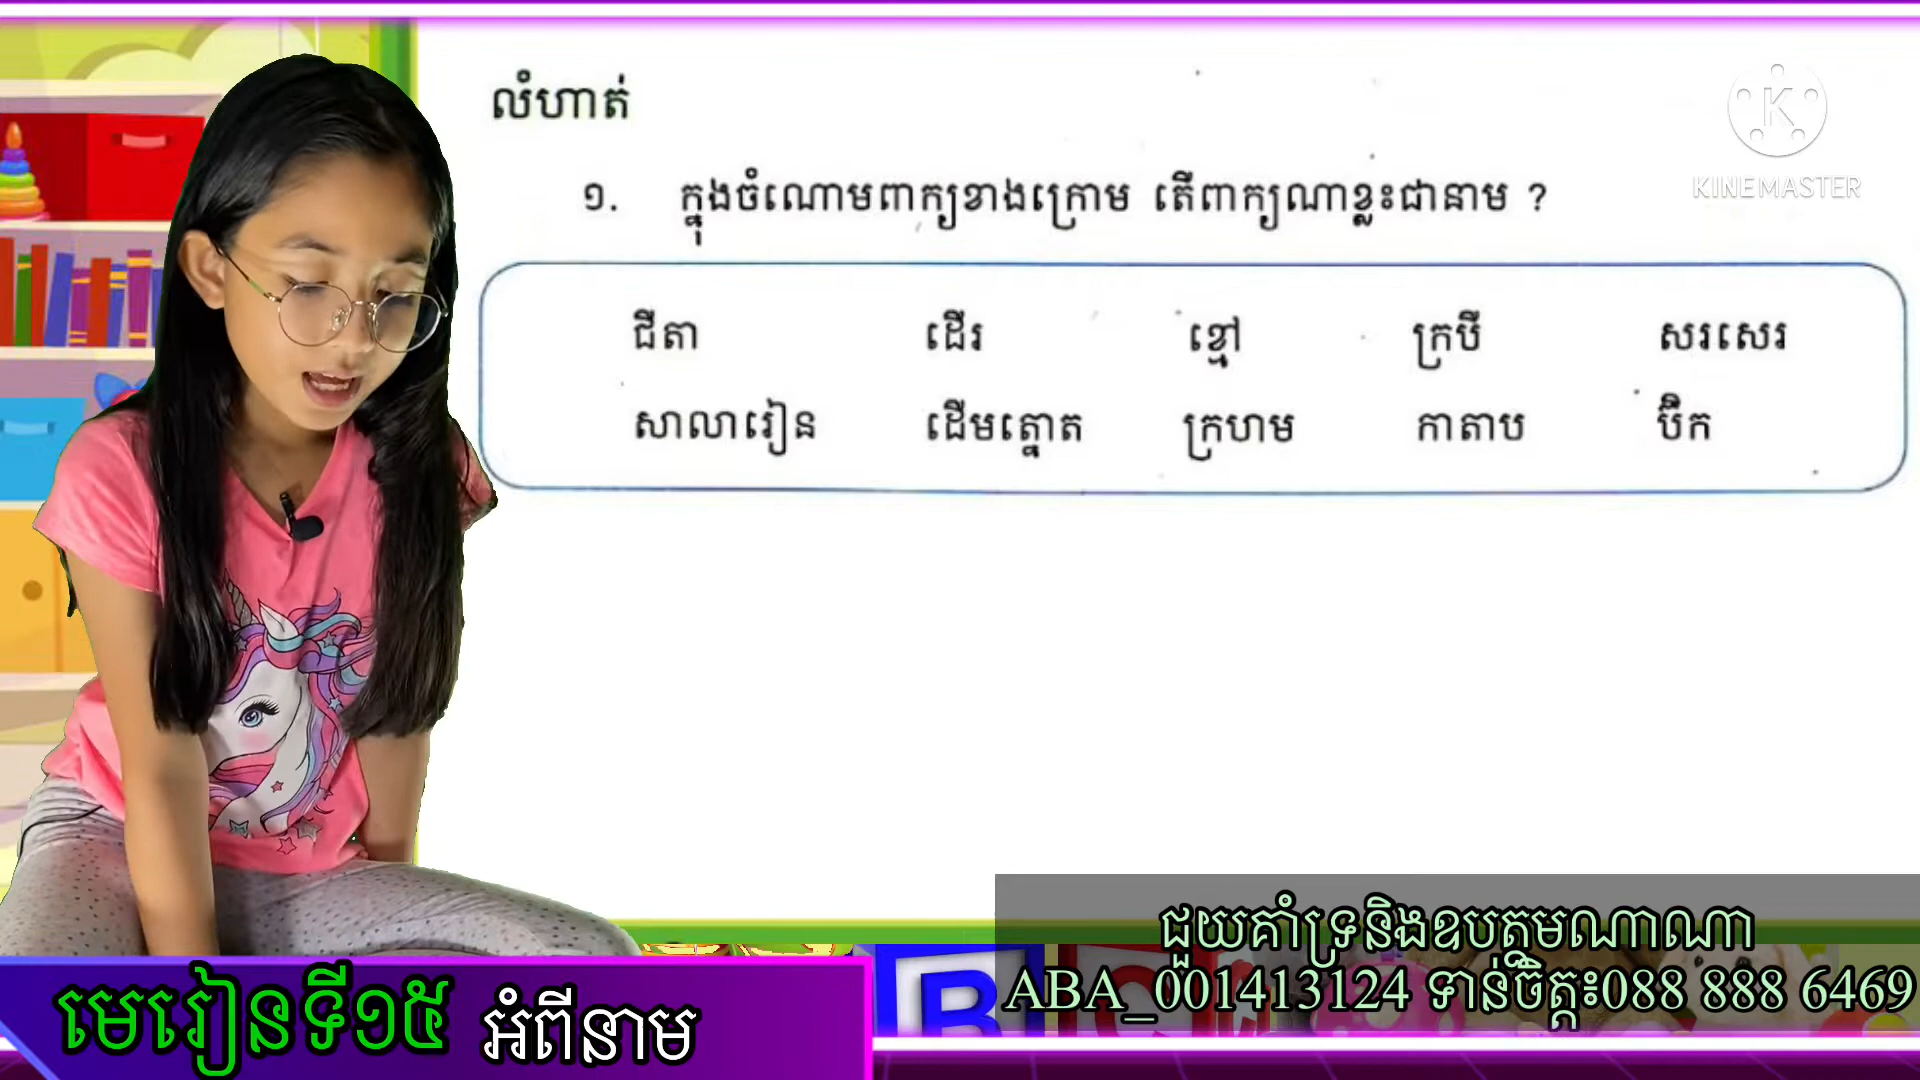 លំហាត់
K
KINEMASTER
១. ក្នុងចំណោមពាក្យខាងក្រោម តើពាក្យណាខ្លះជានាម ?
ជីតា ដើរ ខ្មៅ ក្របី សរសេរ
សាលារៀន ដើមត្នោត ក្រហម កាតាប ប៊ិក
ជួយគាំទ្រនិងឧបត្ថមណាណា
ABA_001413124 ទាន់ចិត្ត៖088 888 6469
មេរៀនទី១៥ អំពីនាម
B